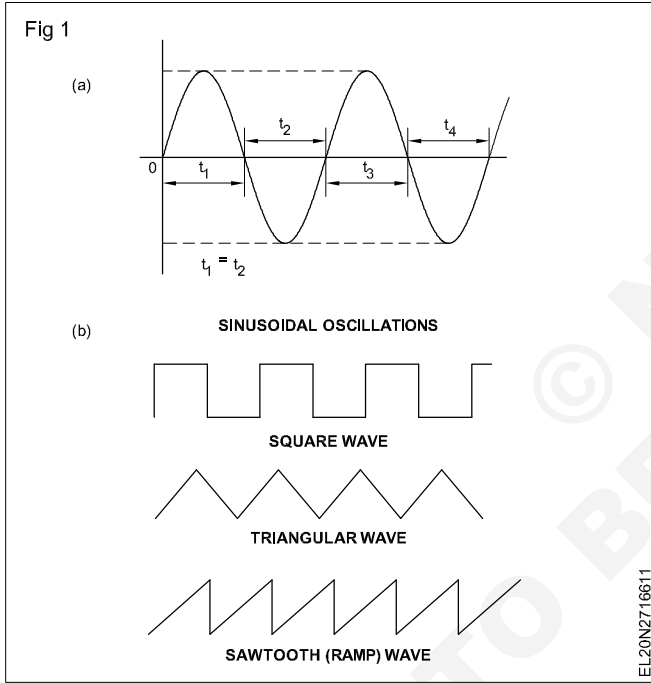 Fig 1
(a)
t1
t2
t3
t4
0
t1 = t2
(b)
SINUSOIDAL OSCILLATIONS
SQUARE WAVE
TRIANGULAR WAVE
SAWTOOTH (RAMP) WAVE
EL20N2716611
©
TO